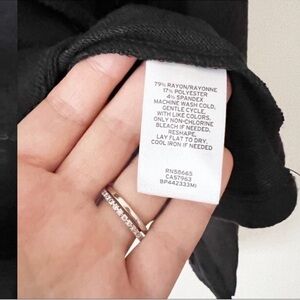 79% RAYON/RAYONNE
17% POLYESTER
4% SPANDEX
MACHINE WASH COLD,
GENTLE CYCLE,
WITH LIKE COLORS,
ONLY NON-CHLORINE
BLEACH IF NEEDED,
RESHAPE,
LAY FLAT TO DRY,
COOL IRON IF NEEDED
RN58665
CA57963
BP442333MI